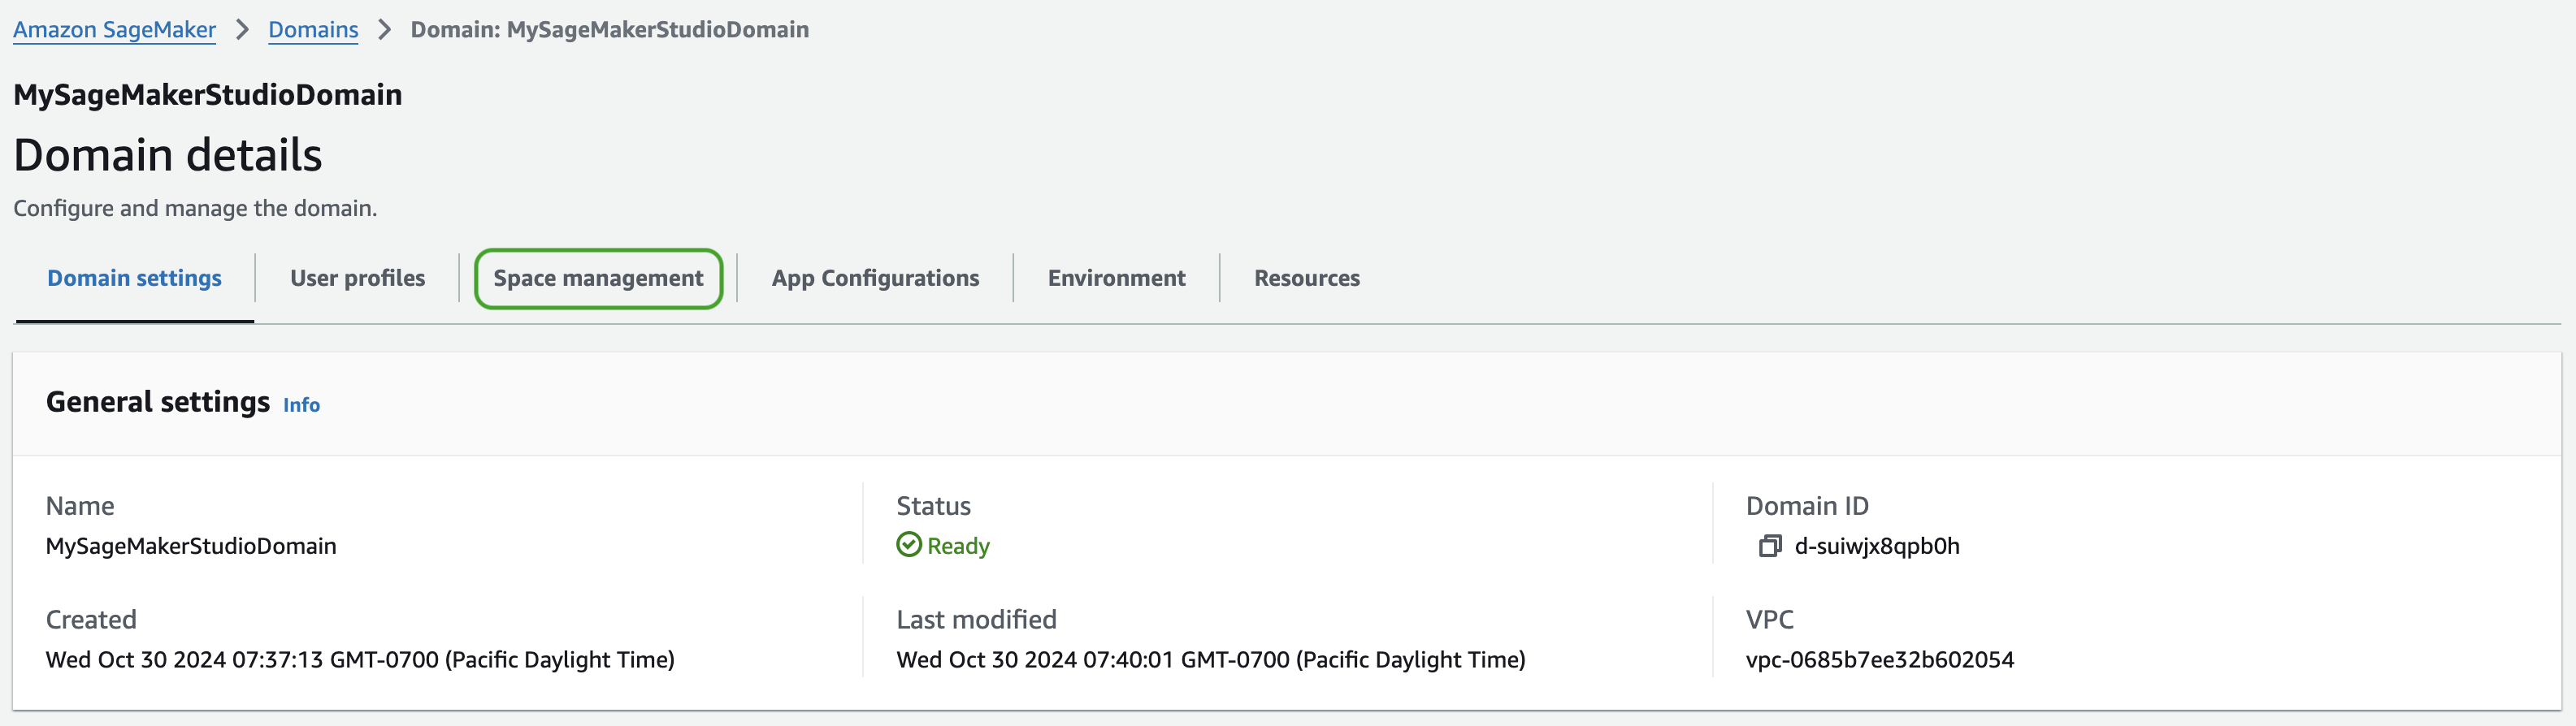 Amazon SageMaker > Domains > Domain: MySageMakerStudioDomain
MySageMakerStudioDomain
Domain details
Configure and manage the domain.
Domain settings User profiles Space management App Configurations Environment Resources
General settings Info
Name Status Domain ID
MySageMakerStudioDomain Ready d-suiwjx8qpb0h
Created Last modified VPC
Wed Oct 30 2024 07:37:13 GMT-0700 (Pacific Daylight Time) Wed Oct 30 2024 07:40:01 GMT-0700 (Pacific Daylight Time) vpc-0685b7ee32b602054